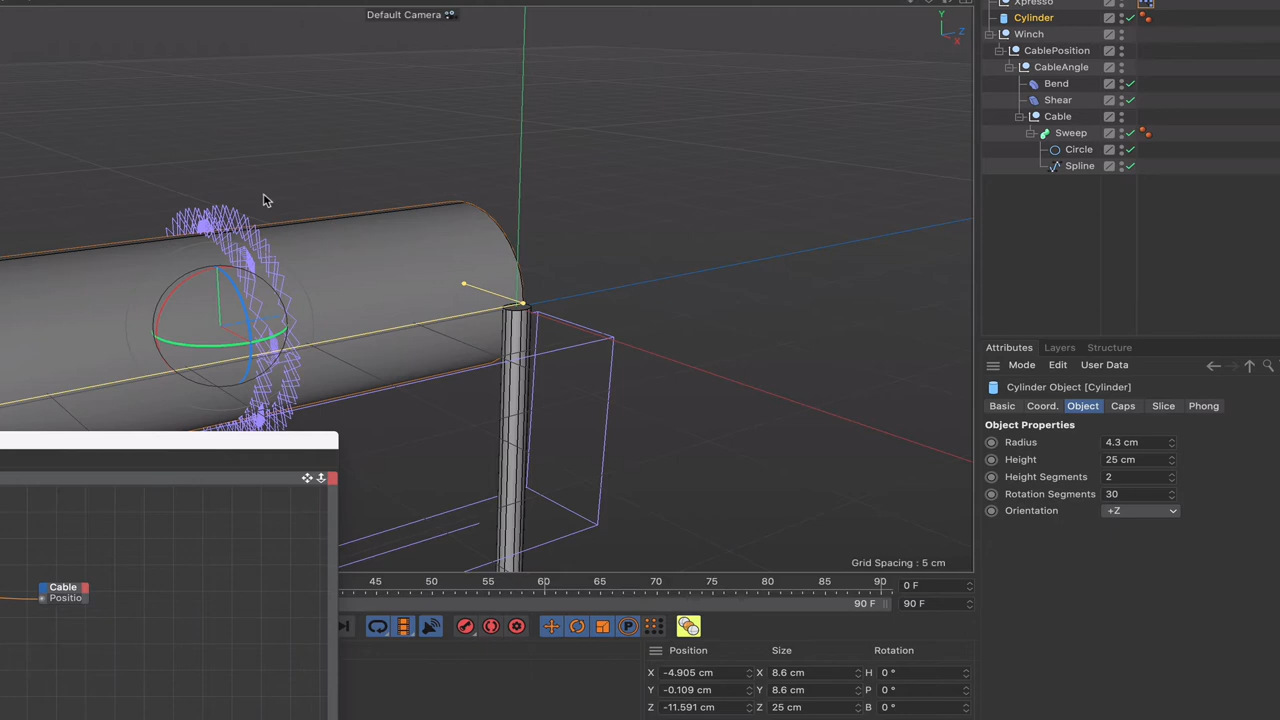 Default Camera
Y
Z
X
Xpresso
Cylinder
Winch
CablePosition
CableAngle
Bend
Shear
Cable
Sweep
Circle
Spline
Attributes Layers Structure
Mode Edit User Data
Cylinder Object [Cylinder]
Basic Coord. Object Caps Slice Phong
Object Properties
Radius 4.3 cm
Height 25 cm
Height Segments 2
Rotation Segments 30
Orientation +Z
Grid Spacing : 5 cm
45 50 55 60 65 70 75 80 85 90 0 F
90 F 90 F
Cable
Positio
Position Size Rotation
X -4.905 cm X 8.6 cm H 0 °
Y -0.109 cm Y 8.6 cm P 0 °
Z -11.591 cm Z 25 cm B 0 °